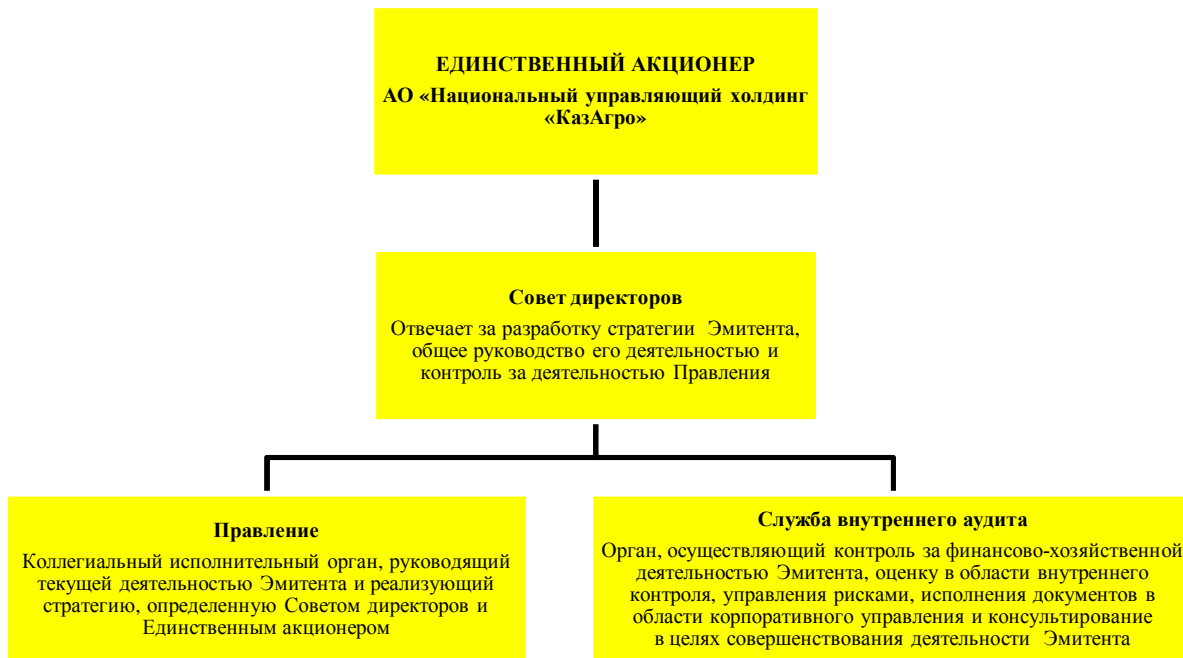 ЕДИНСТВЕННЫЙ АКЦИОНЕР
АО «Национальный управляющий холдинг
«КазАгро»
Совет директоров
Отвечает за разработку стратегии Эмитента,
общее руководство его деятельностью и
контроль за деятельностью Правления
Правление
Коллегиальный исполнительный орган, руководящий
текущей деятельностью Эмитента и реализующий
стратегию, определенную Советом директоров и
Единственным акционером
Служба внутреннего аудита
Орган, осуществляющий контроль за финансово-хозяйственной
деятельностью Эмитента, оценку в области внутреннего
контроля, управления рисками, исполнения документов в
области корпоративного управления и консультирование
в целях совершенствования деятельности Эмитента